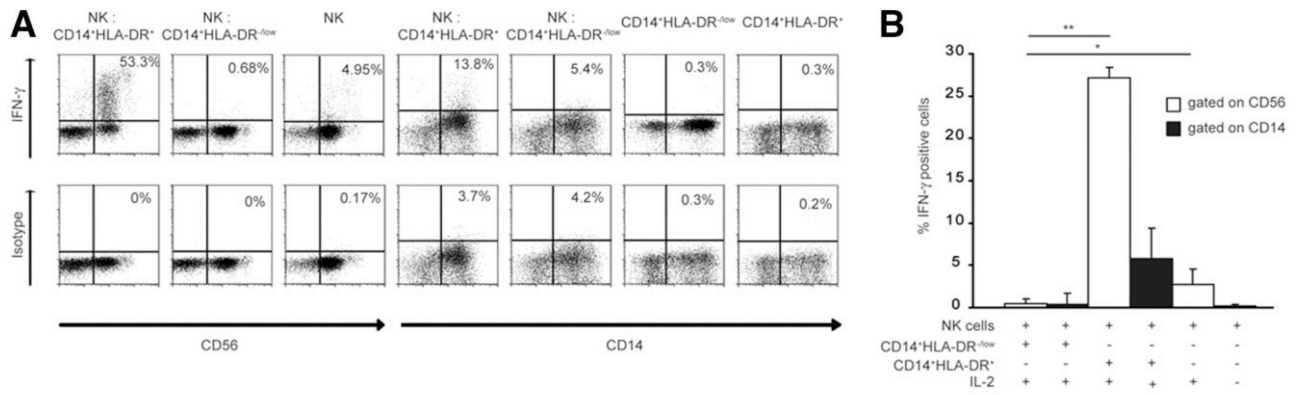 A
NK : CD14⁺HLA-DR⁺
NK : CD14⁺HLA-DR⁻/ˡᵒʷ
NK
NK : CD14⁺HLA-DR⁺
NK : CD14⁺HLA-DR⁻/ˡᵒʷ
CD14⁺HLA-DR⁻/ˡᵒʷ
CD14⁺HLA-DR⁺
IFN-γ
53.3%
0.68%
4.95%
13.8%
5.4%
0.3%
0.3%
Isotype
0%
0%
0.17%
3.7%
4.2%
0.3%
0.2%
CD56
CD14
B
**
*
% IFN-γ positive cells
30
25
20
15
10
5
0
gated on CD56
gated on CD14
NK cells + + + + + +
CD14⁺HLA-DR⁻/ˡᵒʷ + + - - - -
CD14⁺HLA-DR⁺ - - + + - -
IL-2 + + + + + -